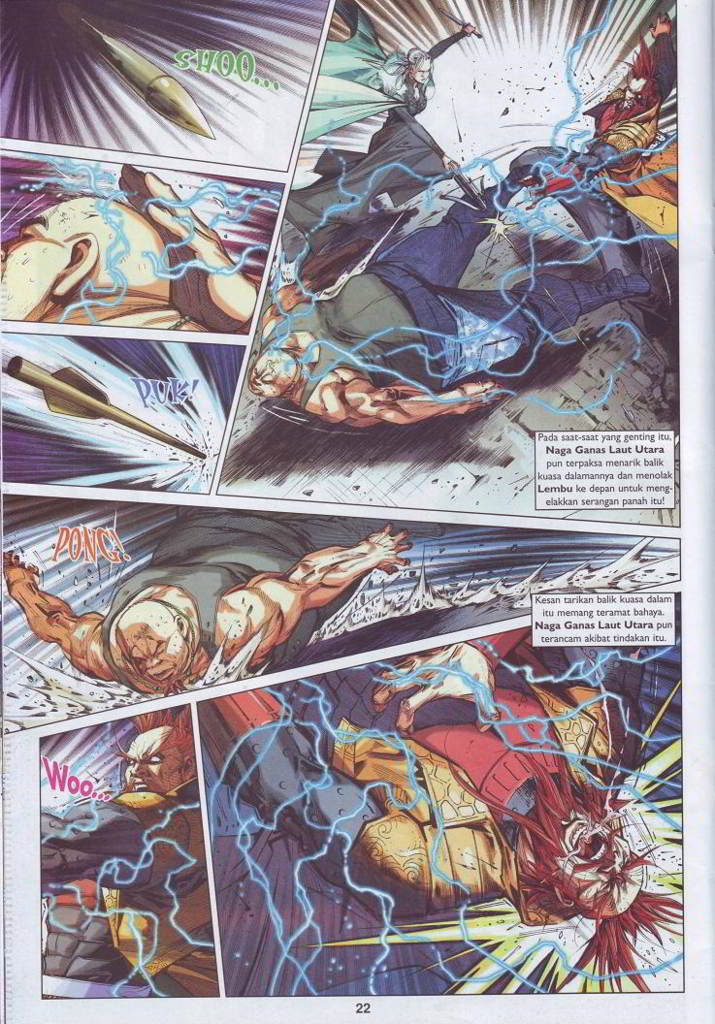 SHOO...
PUK!
Pada saat-saat yang genting itu,
Naga Ganas Laut Utara
pun terpaksa menarik balik
kuasa dalamannya dan menolak
Lembu ke depan untuk meng-
elakkan serangan panah itu!
PONG!
Kesan tarikan balik kuasa dalam
itu memang teramat bahaya.
Naga Ganas Laut Utara pun
terancam akibat tindakan itu.
Woo...
22